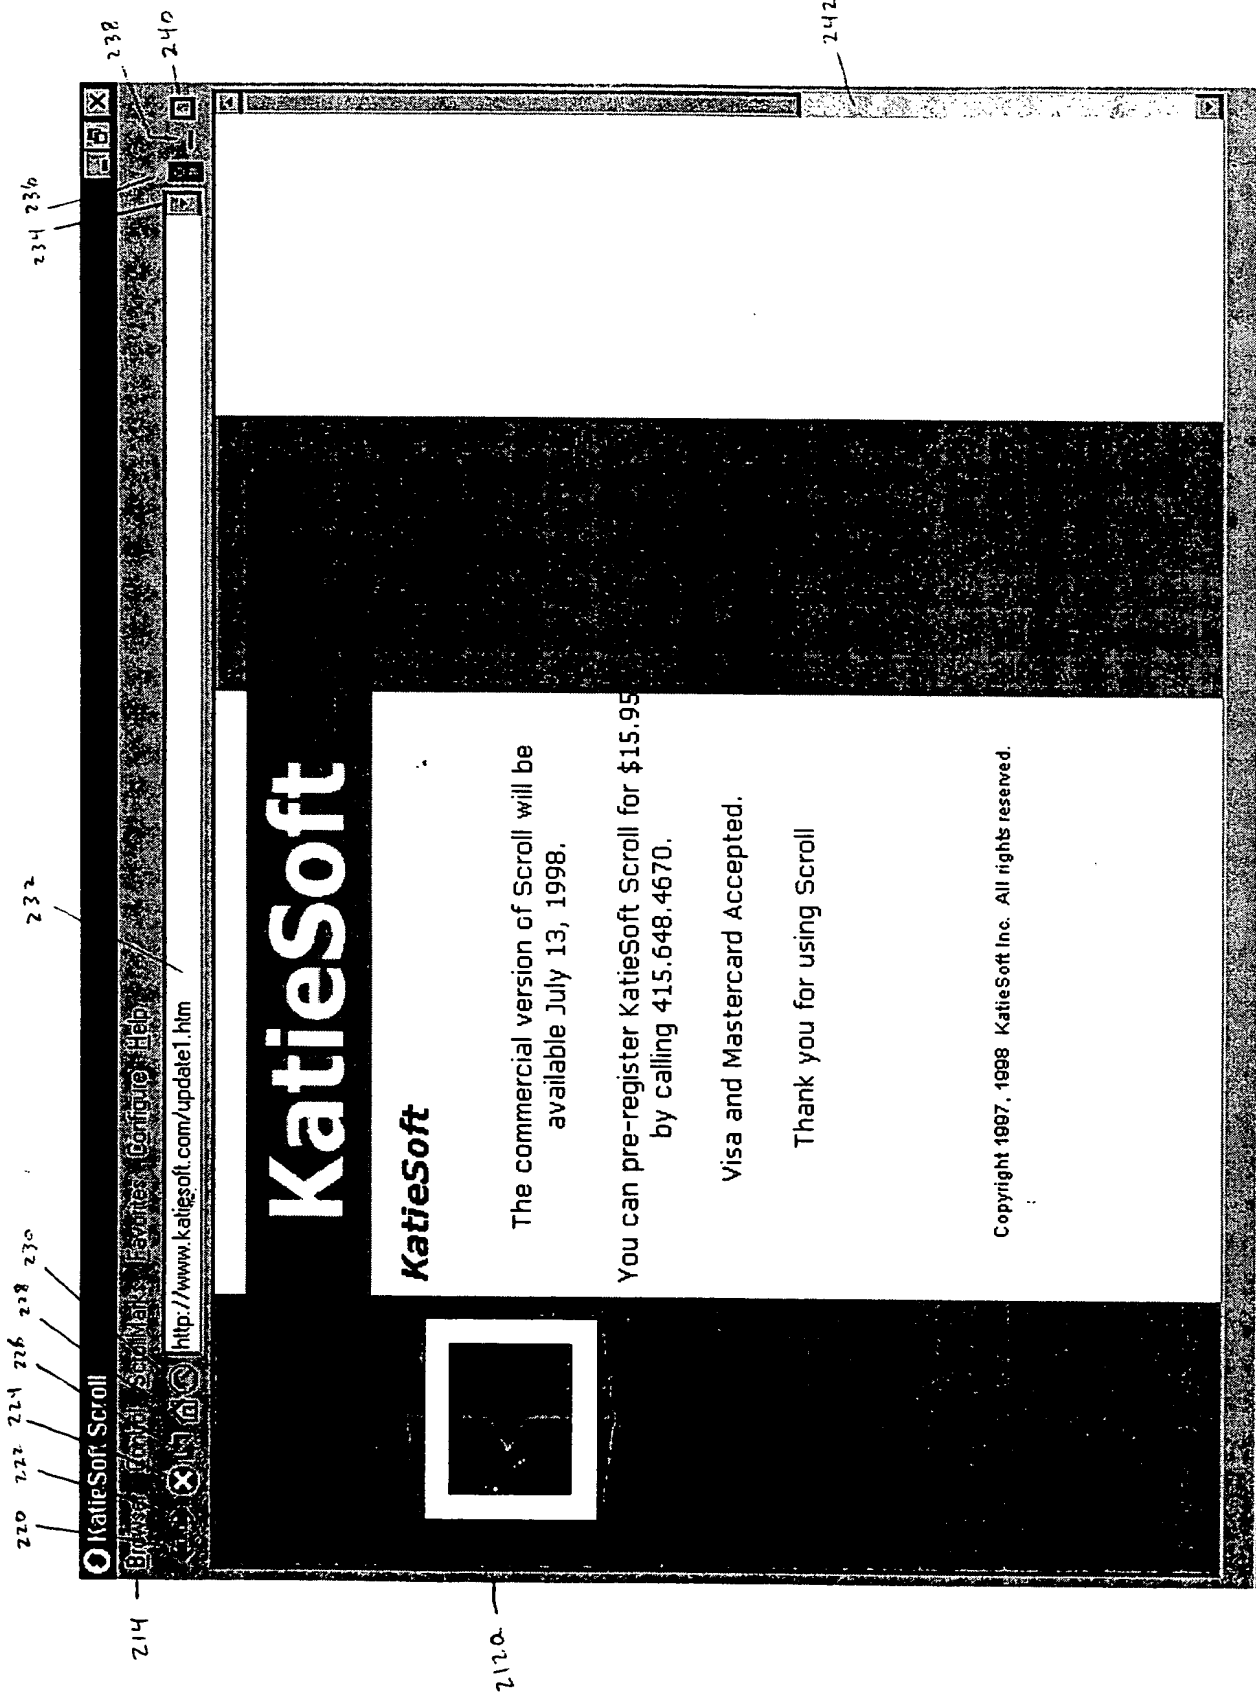 220 222 224 226 228 230
232
234 236 238 240
KatieSoft Scroll
214
Browser Control ScrollMarks Favorites Configure Help
http://www.katiesoft.com/update1.htm
KatieSoft
KatieSoft
212a
The commercial version of Scroll will be
available July 13, 1998.
You can pre-register KatieSoft Scroll for $15.95
by calling 415.648.4670.
Visa and Mastercard Accepted.
Thank you for using Scroll
242
Copyright 1997, 1998 KatieSoft Inc. All rights reserved.